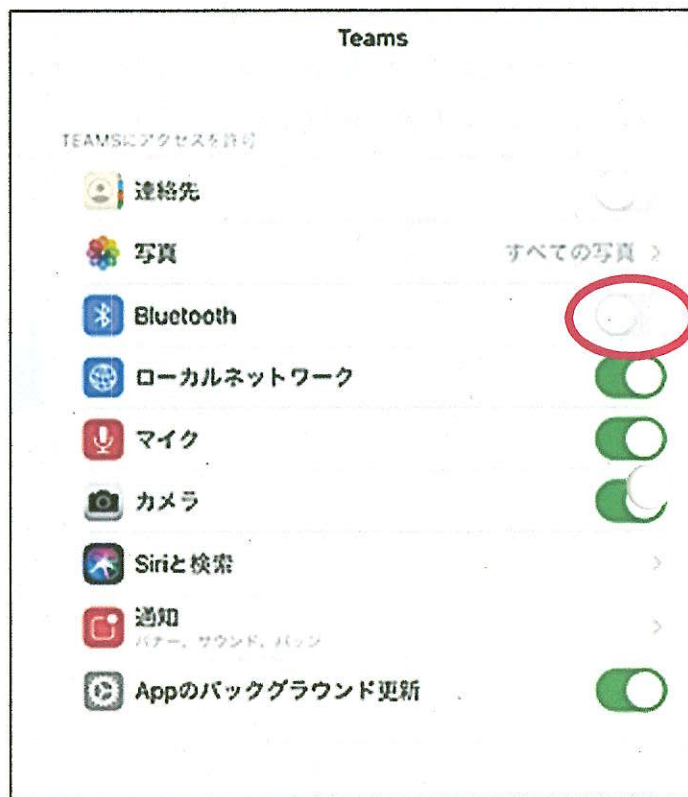 Teams
TEAMSにアクセスを許可
連絡先
写真 すべての写真 >
Bluetooth
ローカルネットワーク
マイク
カメラ
Siriと検索 >
通知 >
バナー、サウンド、バッジ
Appのバックグラウンド更新